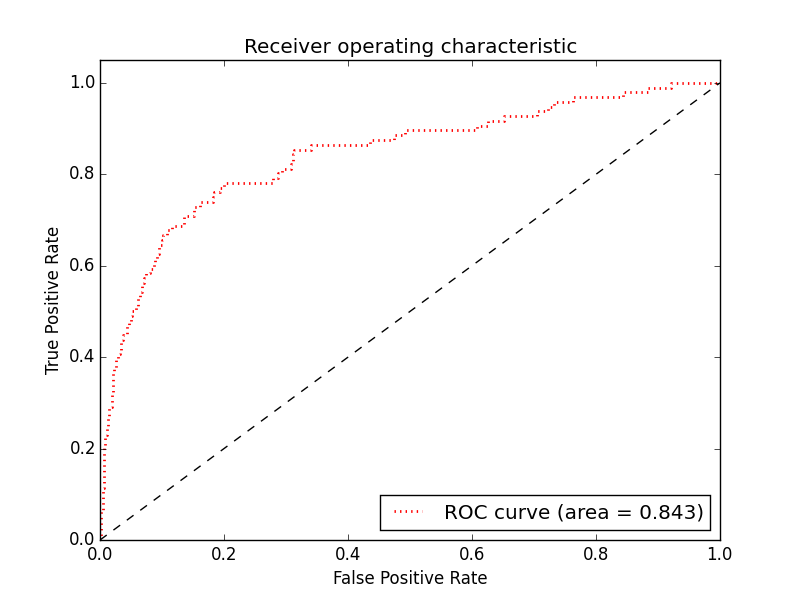 Receiver operating characteristic
True Positive Rate
1.0
0.8
0.6
0.4
0.2
0.0
ROC curve (area = 0.843)
0.0 0.2 0.4 0.6 0.8 1.0
False Positive Rate